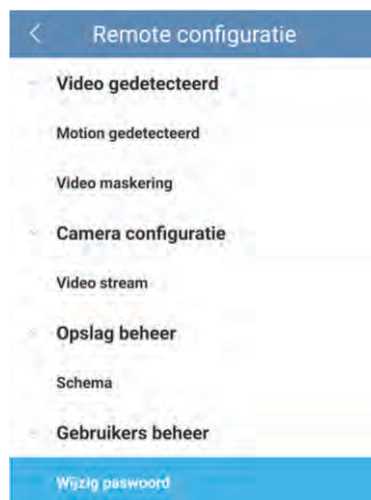 Remote configuratie
Video gedetecteerd
Motion gedetecteerd
Video maskering
Camera configuratie
Video stream
Opslag beheer
Schema
Gebruikers beheer
Wijzig paswoord